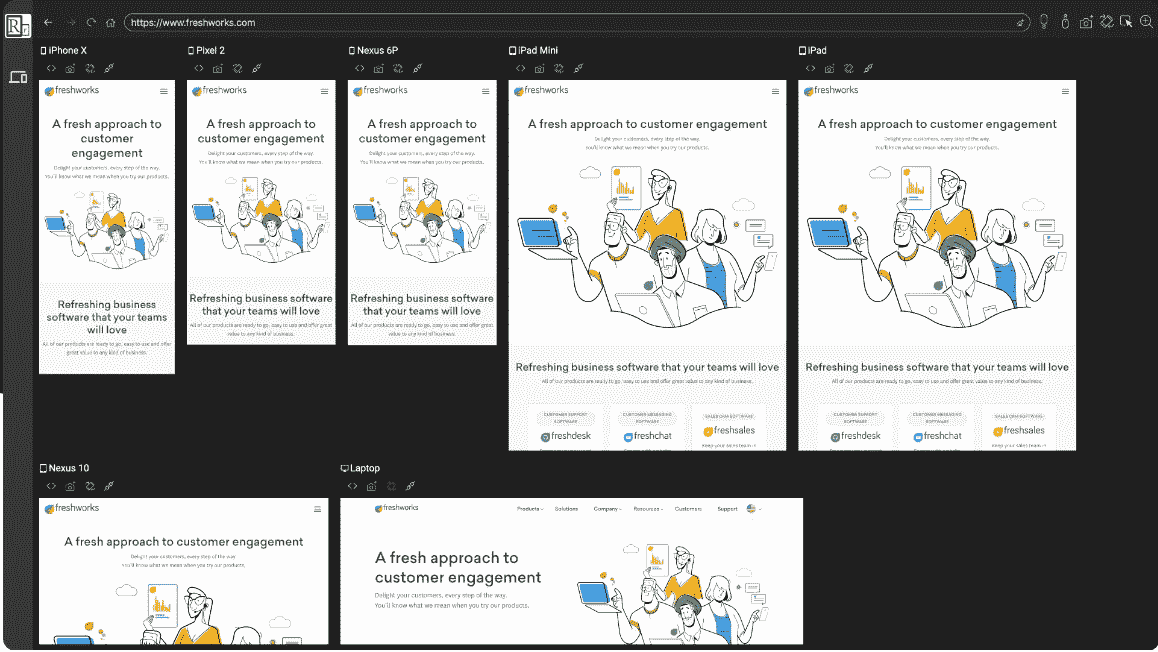 https://www.freshworks.com
iPhone X
Pixel 2
Nexus 6P
iPad Mini
iPad
freshworks
A fresh approach to
customer
engagement
Delight your customers, every step of the way.
You'll know what we mean when you try our products.
Refreshing business
software that your teams
will love
All of our products are ready to go, easy to use and offer
great value to any kind of business.
freshworks
A fresh approach to
customer engagement
Delight your customers, every step of the way.
You'll know what we mean when you try our products.
Refreshing business software
that your teams will love
All of our products are ready to go, easy to use and offer great
value to any kind of business.
freshworks
A fresh approach to
customer engagement
Delight your customers, every step of the way.
You'll know what we mean when you try our products.
Refreshing business software
that your teams will love
All of our products are ready to go, easy to use and offer great
value to any kind of business.
freshworks
A fresh approach to customer engagement
Delight your customers, every step of the way.
You'll know what we mean when you try our products.
Refreshing business software that your teams will love
All of our products are ready to go, easy to use and offer great value to any kind of business.
CUSTOMER SUPPORT
SOFTWARE
freshdesk
CUSTOMER MESSAGING
SOFTWARE
freshchat
SALES CRM SOFTWARE
freshsales
Keep your sales team in
freshworks
A fresh approach to customer engagement
Delight your customers, every step of the way.
You'll know what we mean when you try our products.
Refreshing business software that your teams will love
All of our products are ready to go, easy to use and offer great value to any kind of business.
CUSTOMER SUPPORT
SOFTWARE
freshdesk
CUSTOMER MESSAGING
SOFTWARE
freshchat
SALES CRM SOFTWARE
freshsales
Keep your sales team in
Nexus 10
Laptop
freshworks
A fresh approach to customer engagement
Delight your customers, every step of the way.
You'll know what we mean when you try our products.
freshworks
Products
Solutions
Company
Resources
Customers
Support
A fresh approach to
customer engagement
Delight your customers, every step of the way.
You'll know what we mean when you try our products.